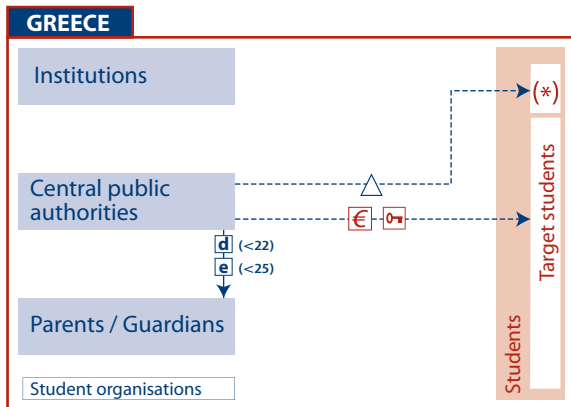 GREECE
Institutions
(*)
Central public
authorities
€
d (<22)
e (<25)
Parents / Guardians
Student organisations
Students
Target students